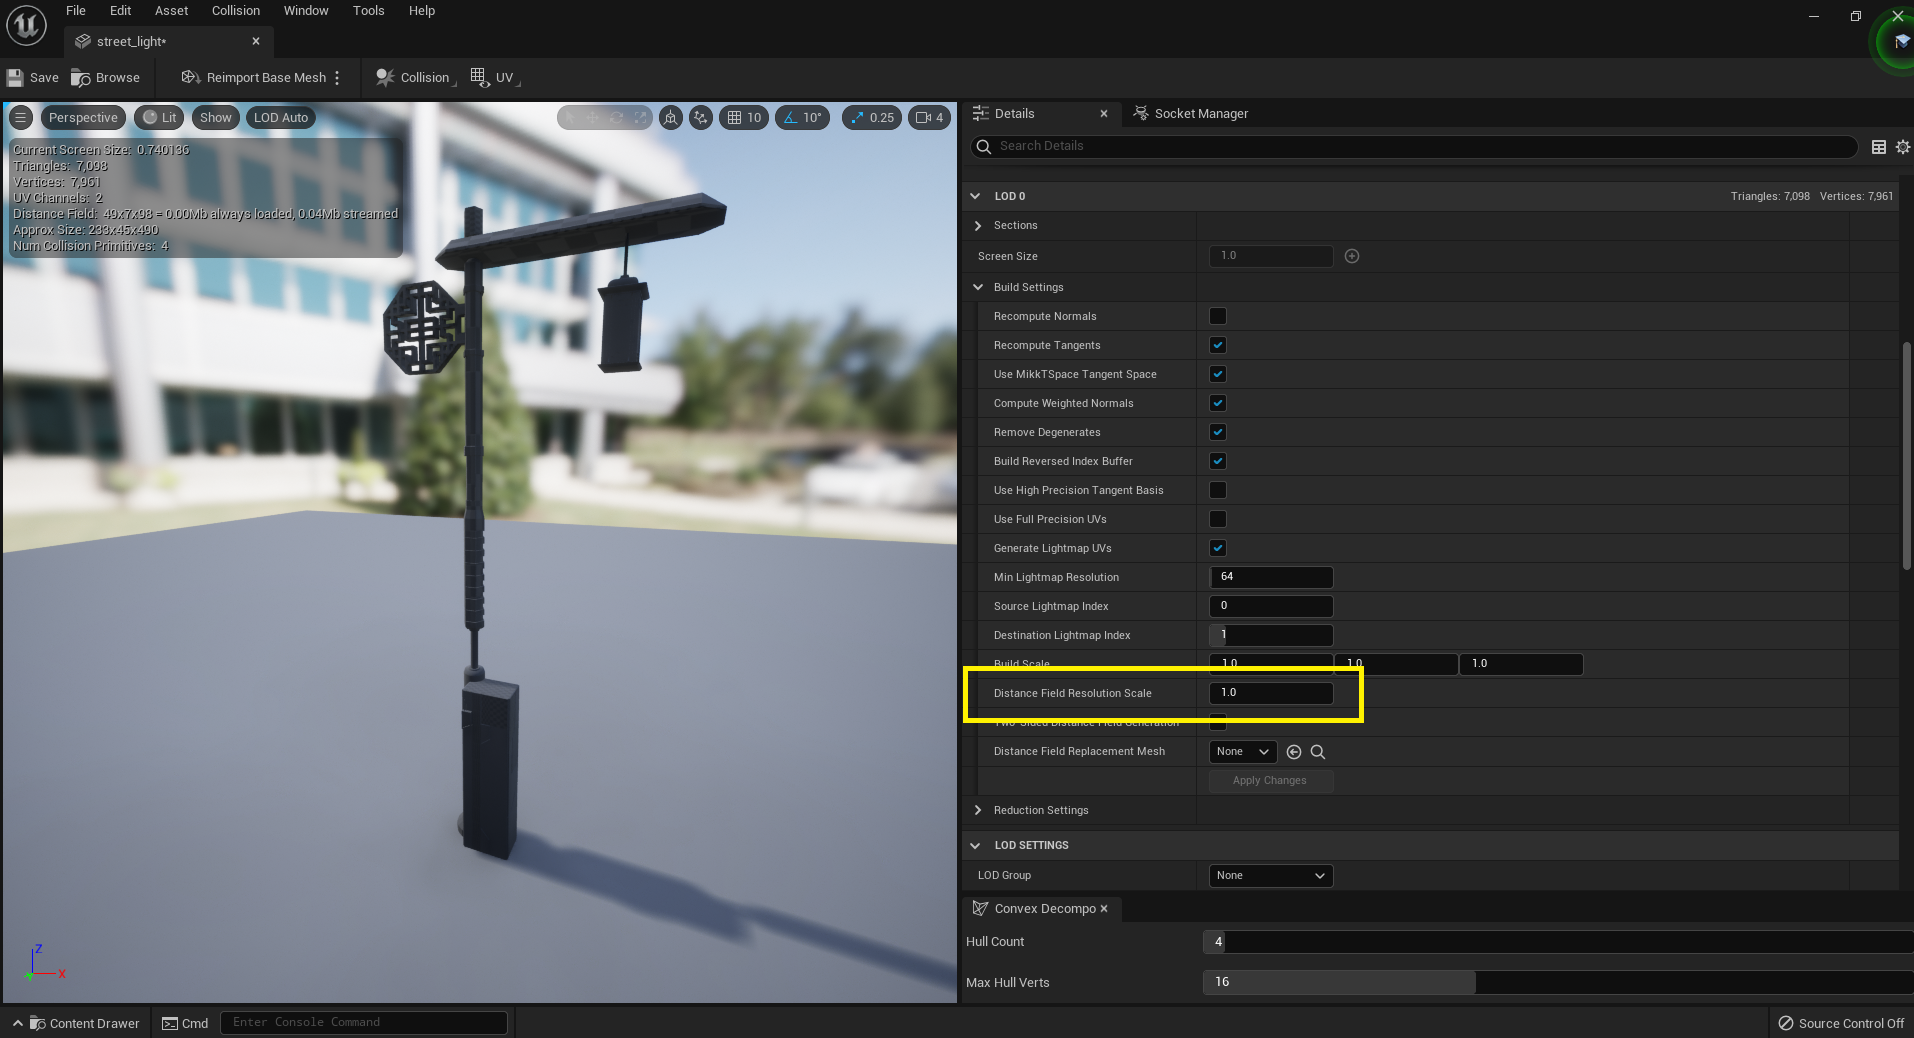 File Edit Asset Collision Window Tools Help
street_light*
Save Browse Reimport Base Mesh Collision UV
Perspective Lit Show LOD Auto 10 10° 0.25 4
Current Screen Size: 0.740136
Triangles: 7,098
Vertices: 7,961
UV Channels: 2
Distance Field: 49x7x98 = 0.00Mb always loaded, 0.04Mb streamed
Approx Size: 233x45x490
Num Collision Primitives: 4
Z
X
Details Socket Manager
Search Details
LOD 0 Triangles: 7,098 Vertices: 7,961
Sections
Screen Size 1.0
Build Settings
Recompute Normals
Recompute Tangents
Use MikkTSpace Tangent Space
Compute Weighted Normals
Remove Degenerates
Build Reversed Index Buffer
Use High Precision Tangent Basis
Use Full Precision UVs
Generate Lightmap UVs
Min Lightmap Resolution 64
Source Lightmap Index 0
Destination Lightmap Index 1
Build Scale 1.0 1.0 1.0
Distance Field Resolution Scale 1.0
Two-Sided Distance Field Generation
Distance Field Replacement Mesh None
Apply Changes
Reduction Settings
LOD SETTINGS
LOD Group None
Convex Decompo
Hull Count 4
Max Hull Verts 16
Content Drawer Cmd Enter Console Command Source Control Off